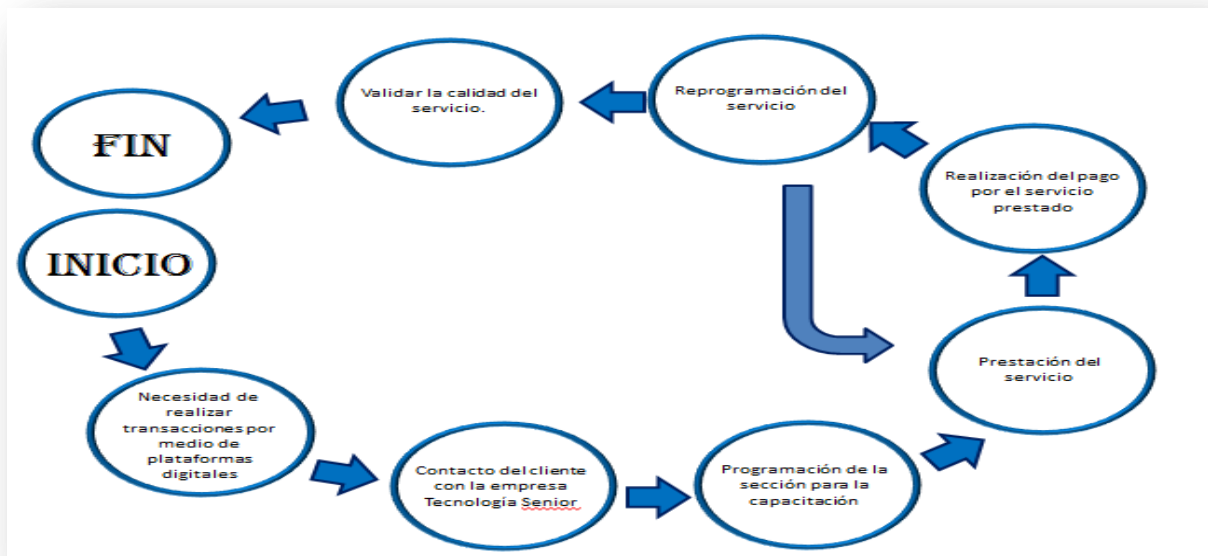 Validar la calidad del
servicio.
Reprogramación del
servicio
FIN
Realización del pago
por el servicio
prestado
INICIO
Prestación del
servicio
Necesidad de
realizar
transacciones por
medio de
plataformas
digitales
Contacto del cliente
con la empresa
Tecnología Senior
Programación de la
sección para la
capacitación